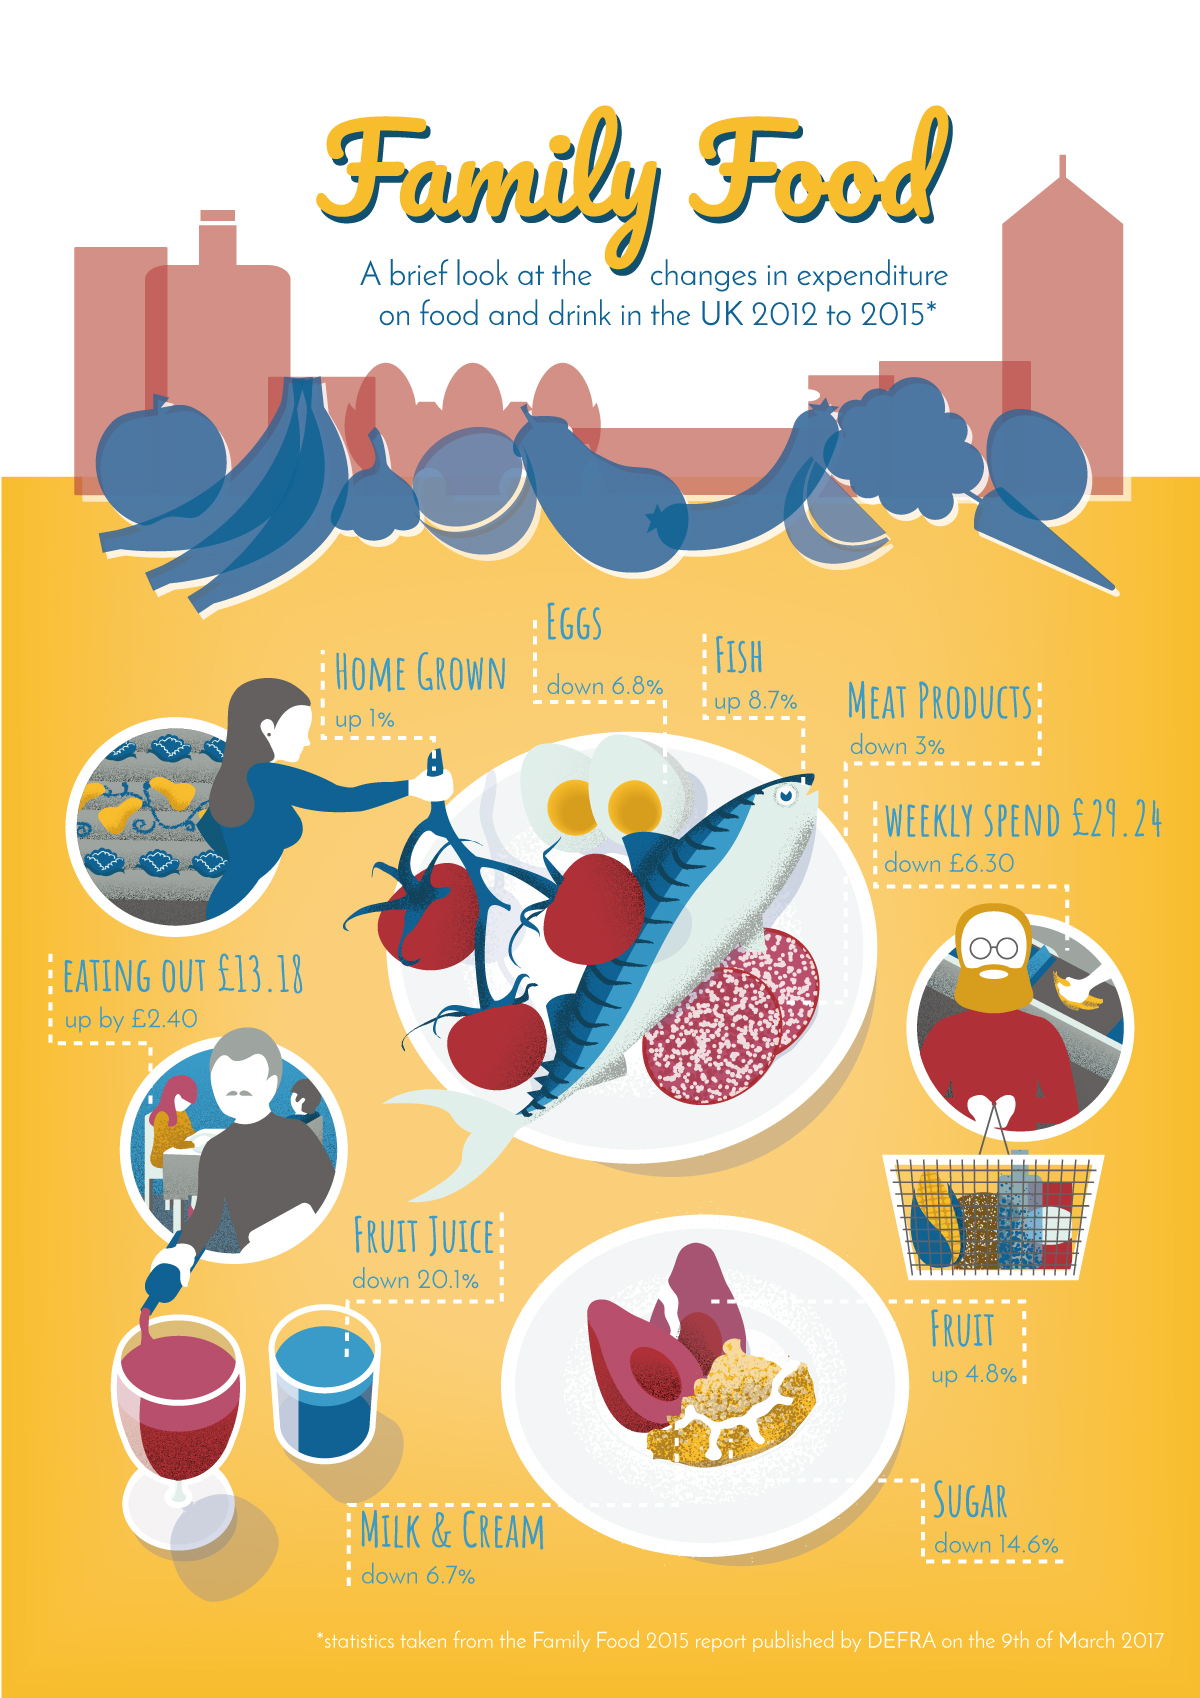 Family Food
A brief look at the changes in expenditure
on food and drink in the UK 2012 to 2015*
Eggs
down 6.8%
Fish
up 8.7%
Home Grown
up 1%
Meat Products
down 3%
Weekly Spend £29.24
down £6.30
Eating Out £13.18
up by £2.40
Fruit Juice
down 20.1%
Fruit
up 4.8%
Sugar
down 14.6%
Milk & Cream
down 6.7%
*statistics taken from the Family Food 2015 report published by DEFRA on the 9th of March 2017